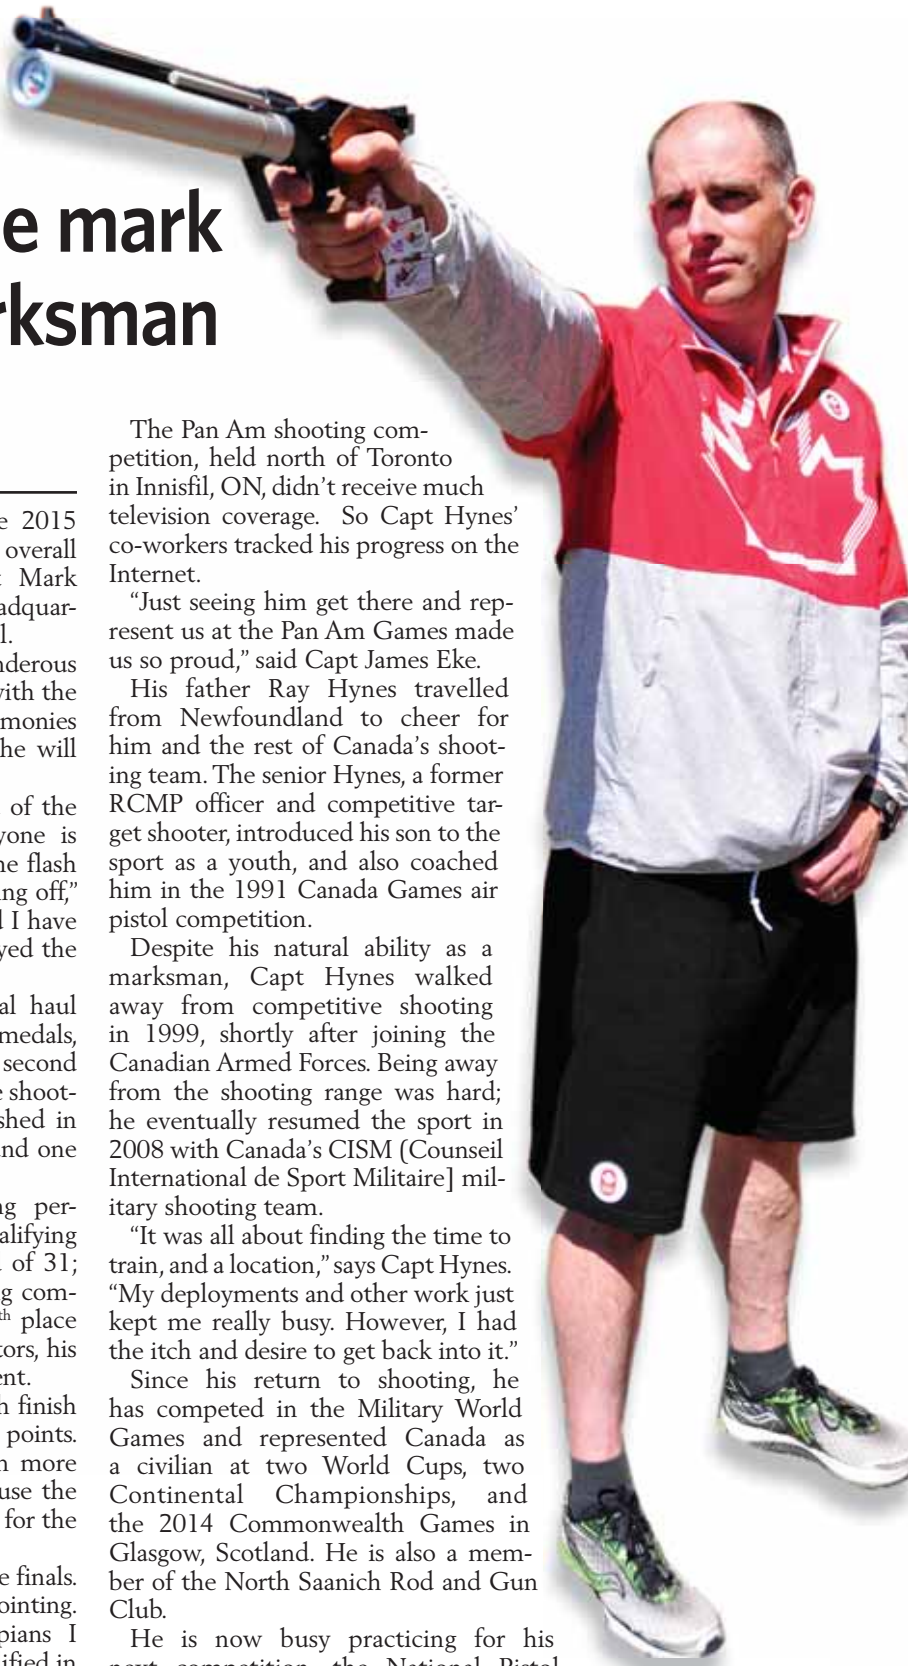 e mark
rksman
e 2015
overall
Mark
adquar-
l.
nderous
with the
monies
he will
of the
yone is
ne flash
ng off,”
I have
yed the
al haul
medals,
second
e shoot-
shed in
nd one
ng per-
alifying
of 31;
g com-
th place
tors, his
ent.
h finish
points.
n more
use the
for the
e finals.
ointing.
pians I
ified in
The Pan Am shooting com-
petition, held north of Toronto
in Innisfil, ON, didn’t receive much
television coverage. So Capt Hynes’
co-workers tracked his progress on the
Internet.
“Just seeing him get there and rep-
resent us at the Pan Am Games made
us so proud,” said Capt James Eke.
His father Ray Hynes travelled
from Newfoundland to cheer for
him and the rest of Canada’s shoot-
ing team. The senior Hynes, a former
RCMP officer and competitive tar-
get shooter, introduced his son to the
sport as a youth, and also coached
him in the 1991 Canada Games air
pistol competition.
Despite his natural ability as a
marksman, Capt Hynes walked
away from competitive shooting
in 1999, shortly after joining the
Canadian Armed Forces. Being away
from the shooting range was hard;
he eventually resumed the sport in
2008 with Canada’s CISM (Counseil
International de Sport Militaire] mil-
itary shooting team.
“It was all about finding the time to
train, and a location,” says Capt Hynes.
“My deployments and other work just
kept me really busy. However, I had
the itch and desire to get back into it.”
Since his return to shooting, he
has competed in the Military World
Games and represented Canada as
a civilian at two World Cups, two
Continental Championships, and
the 2014 Commonwealth Games in
Glasgow, Scotland. He is also a mem-
ber of the North Saanich Rod and Gun
Club.
He is now busy practicing for his
next competition, the National Pistol